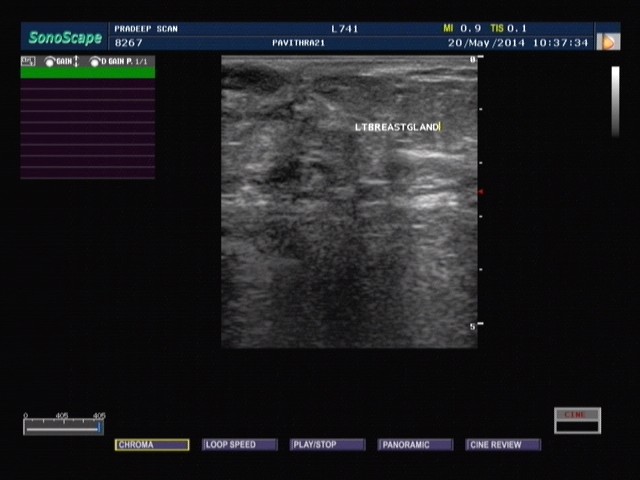 SonoScape
PRADEEP SCAN L741 MI 0.9 TIS 0.1
8267 PAVITHRA21 20/May/2014 10:37:34
GAIN D GAIN P. 1/1
0
LTBREASTGLAND
5
0 405 405
CINE
CHROMA LOOP SPEED PLAY/STOP PANORAMIC CINE REVIEW